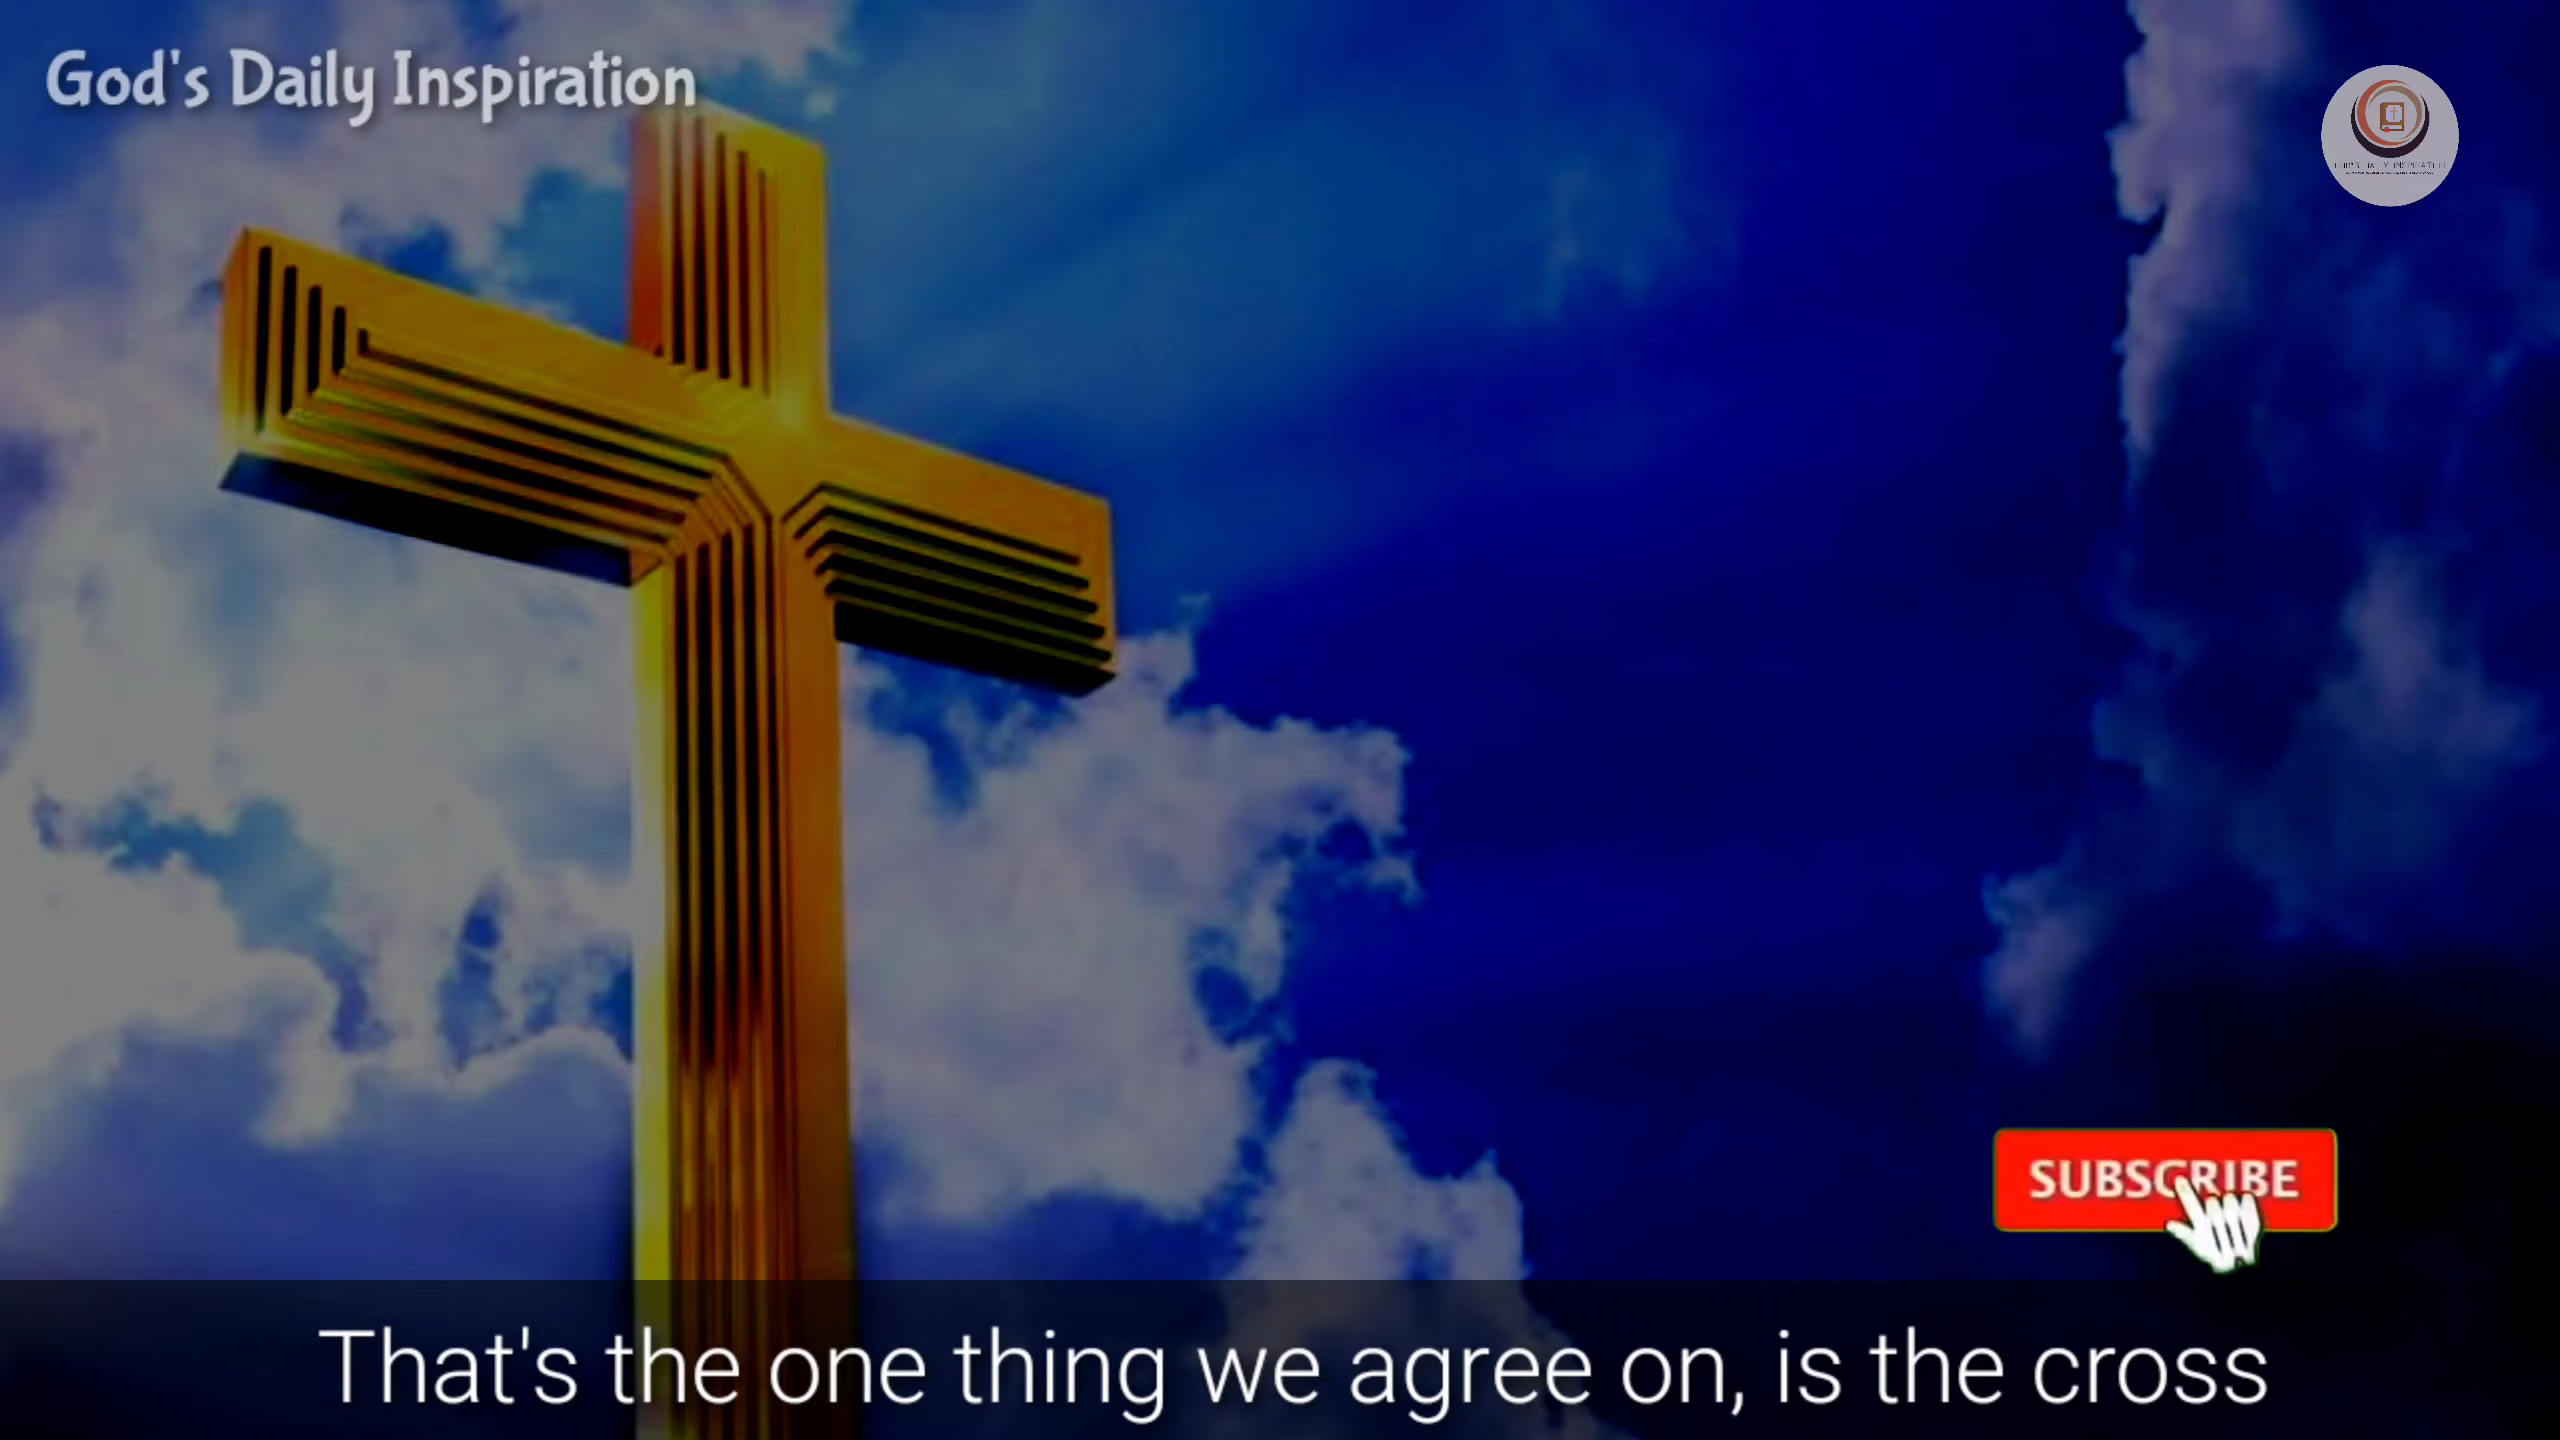 God's Daily Inspiration
SUBSCRIBE
That's the one thing we agree on, is the cross